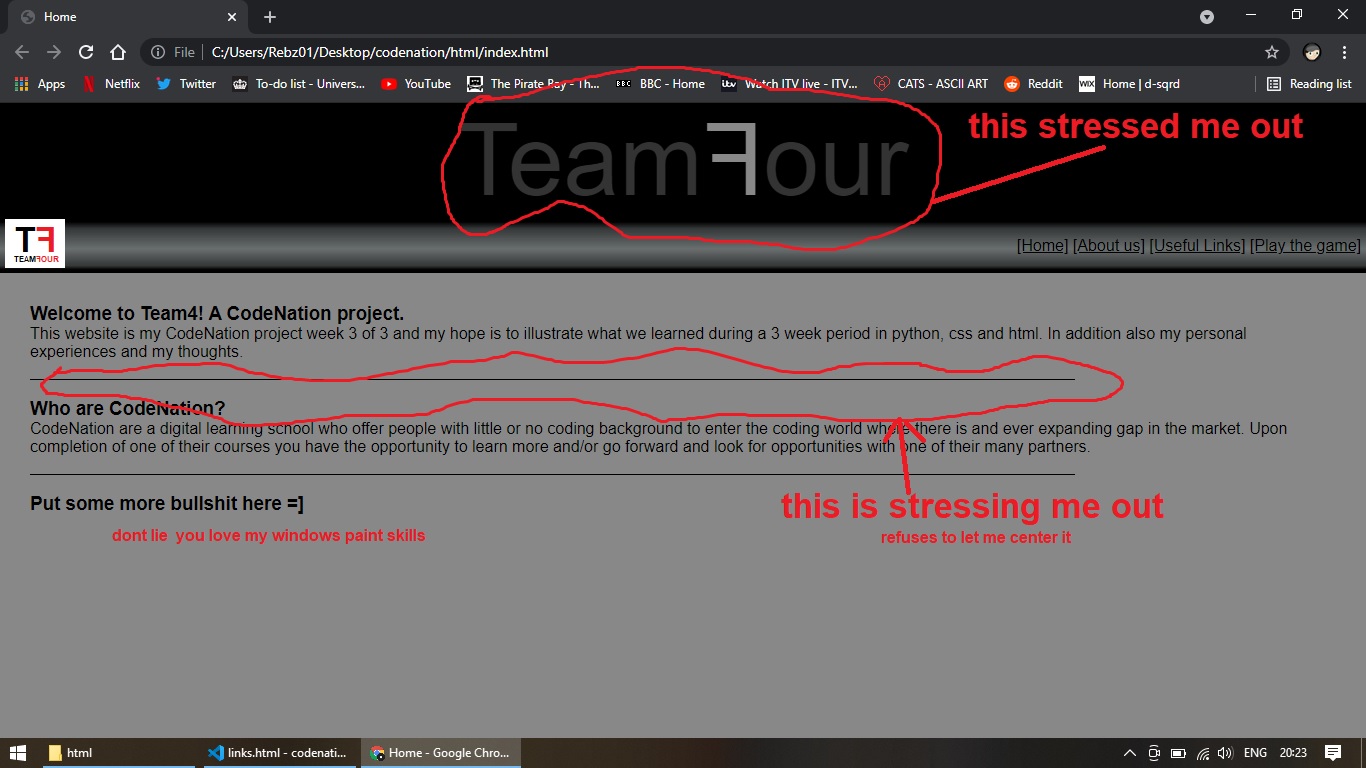 Home
File
C:/Users/Rebz01/Desktop/codenation/html/index.html
Apps Netflix Twitter To-do list - Univers... YouTube The Pirate Bay - Th... BBC BBC - Home itv Watch ITV live - ITV... CATS - ASCII ART Reddit WIX Home | d-sqrd Reading list
TeamFour
this stressed me out
TF
TEAMFOUR
[Home] [About us] [Useful Links] [Play the game]
Welcome to Team4! A CodeNation project.
This website is my CodeNation project week 3 of 3 and my hope is to illustrate what we learned during a 3 week period in python, css and html. In addition also my personal
experiences and my thoughts.
Who are CodeNation?
CodeNation are a digital learning school who offer people with little or no coding background to enter the coding world where there is and ever expanding gap in the market. Upon
completion of one of their courses you have the opportunity to learn more and/or go forward and look for opportunities with one of their many partners.
Put some more bullshit here =]
this is stressing me out
dont lie you love my windows paint skills
refuses to let me center it
html
links.html - codenati...
Home - Google Chro...
ENG 20:23